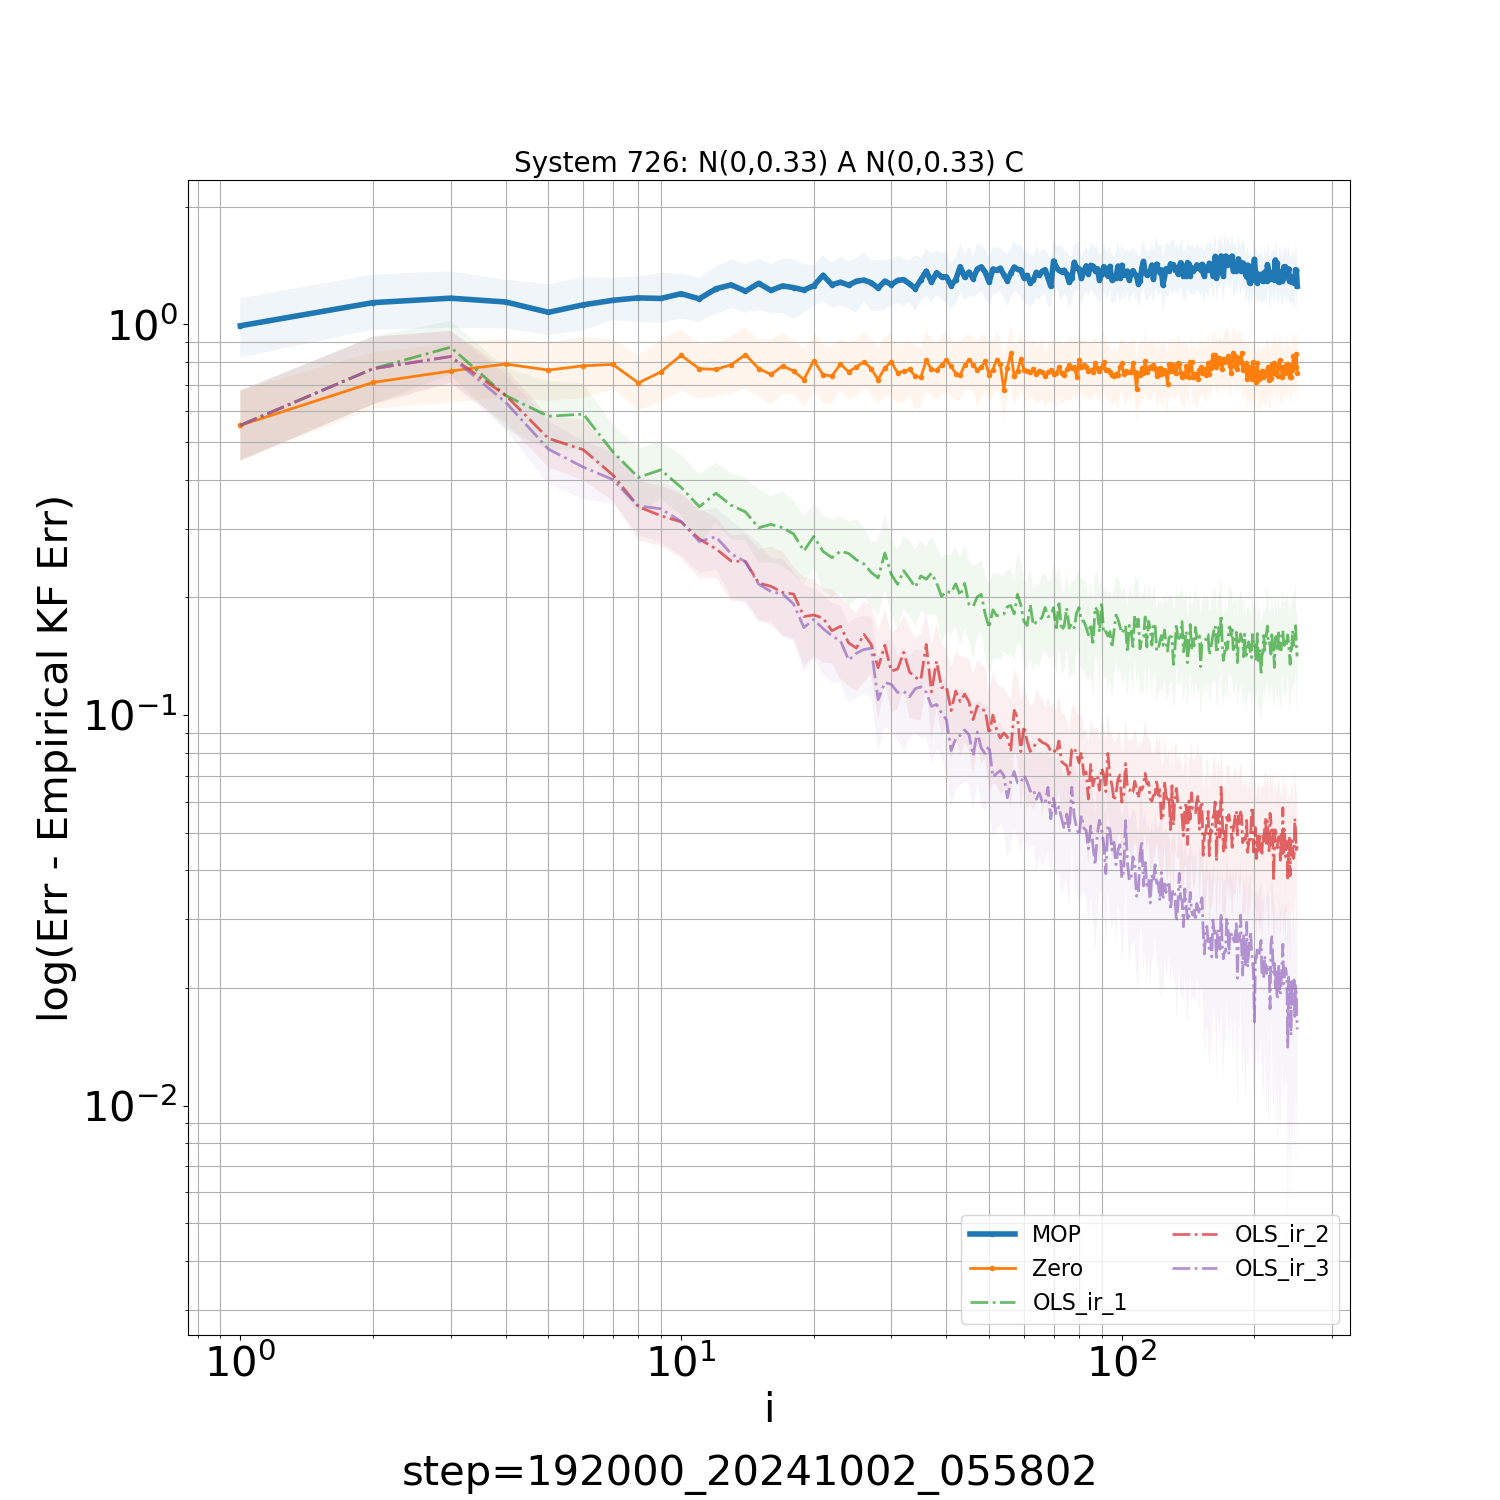 System 726: N(0,0.33) A N(0,0.33) C
log(Err - Empirical KF Err)
10^0
10^-1
10^-2
MOP
Zero
OLS_ir_1
OLS_ir_2
OLS_ir_3
10^0 10^1 10^2
i
step=192000_20241002_055802